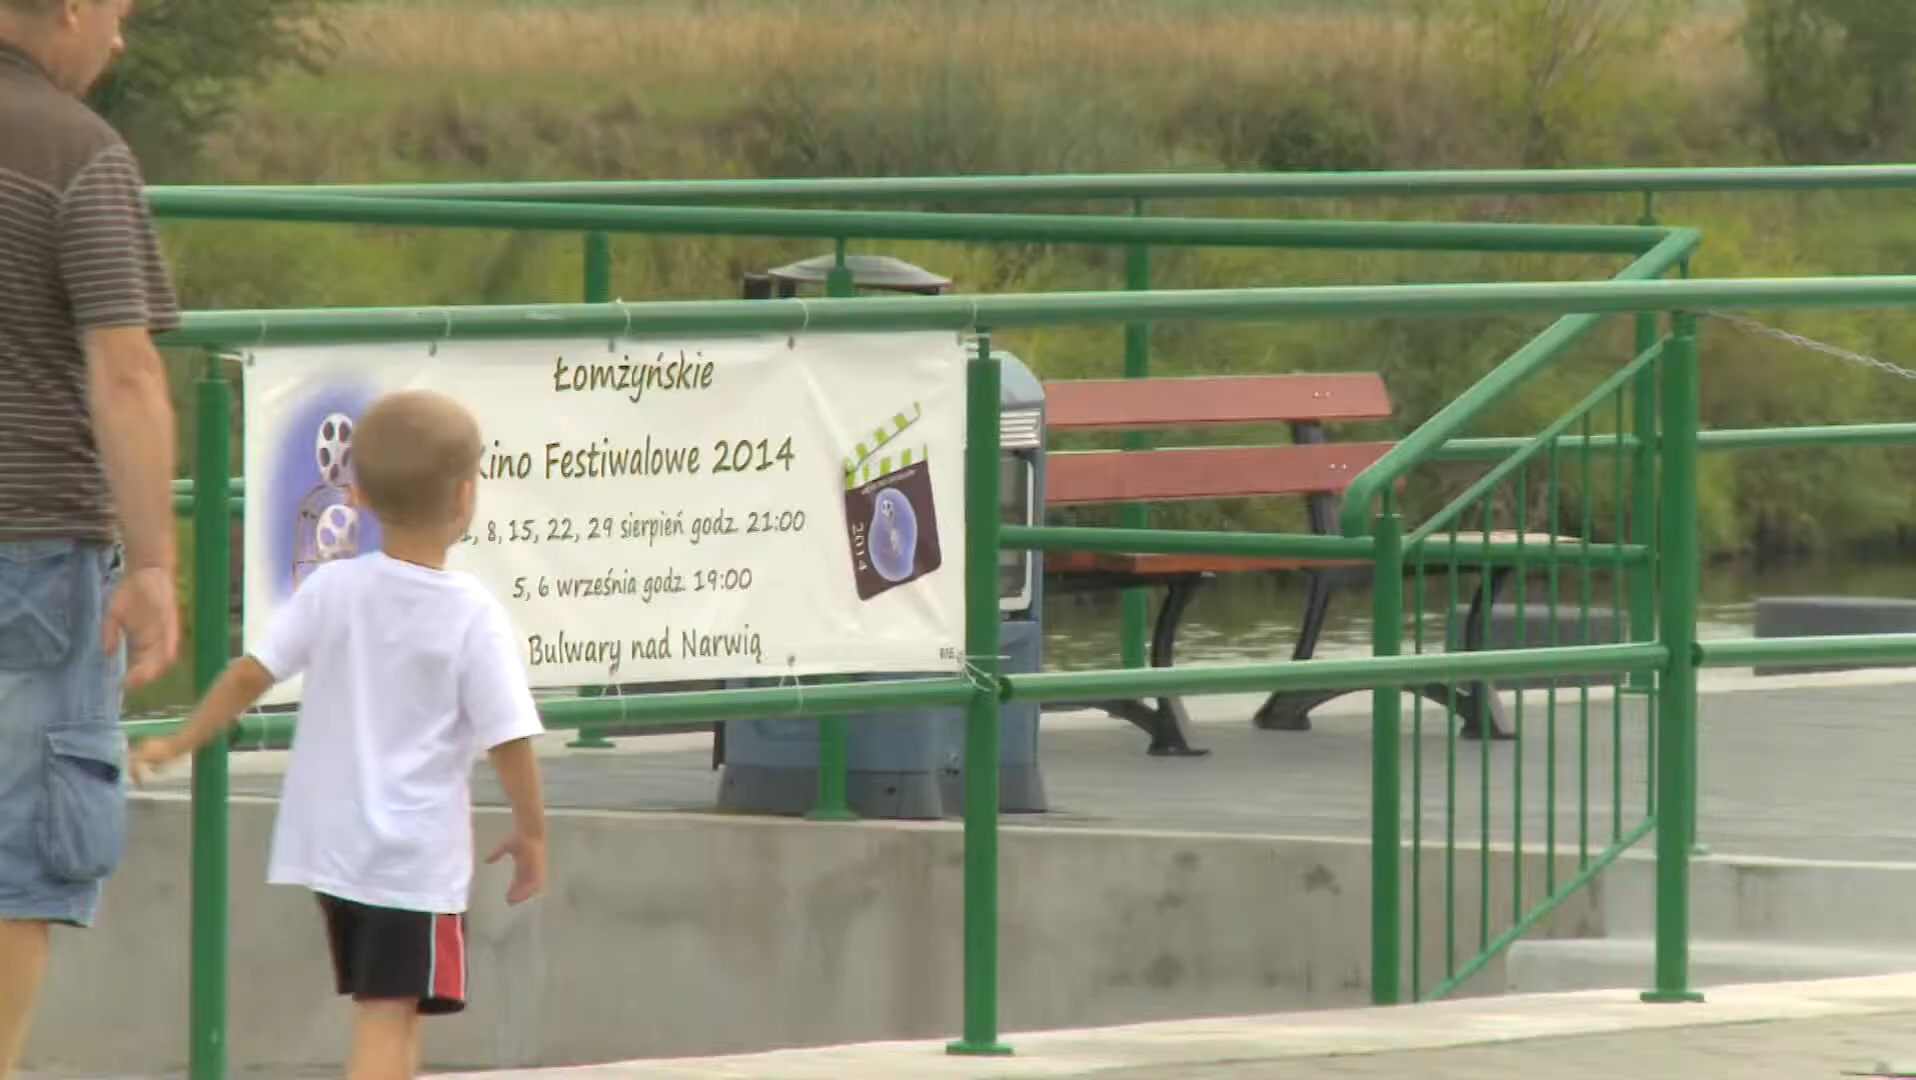 Łomżyńskie
Kino Festiwalowe 2014
1, 8, 15, 22, 29 sierpień godz. 21:00
5, 6 września godz. 19:00
Bulwary nad Narwią
2014